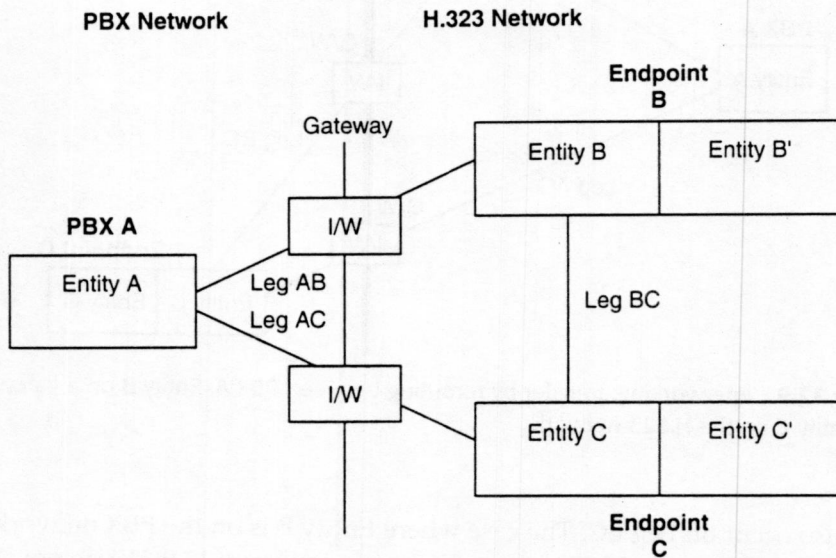 PBX Network
H.323 Network
Endpoint
B
Gateway
Entity B
Entity B'
PBX A
I/W
Entity A
Leg AB
Leg AC
Leg BC
I/W
Entity C
Entity C'
Endpoint
C